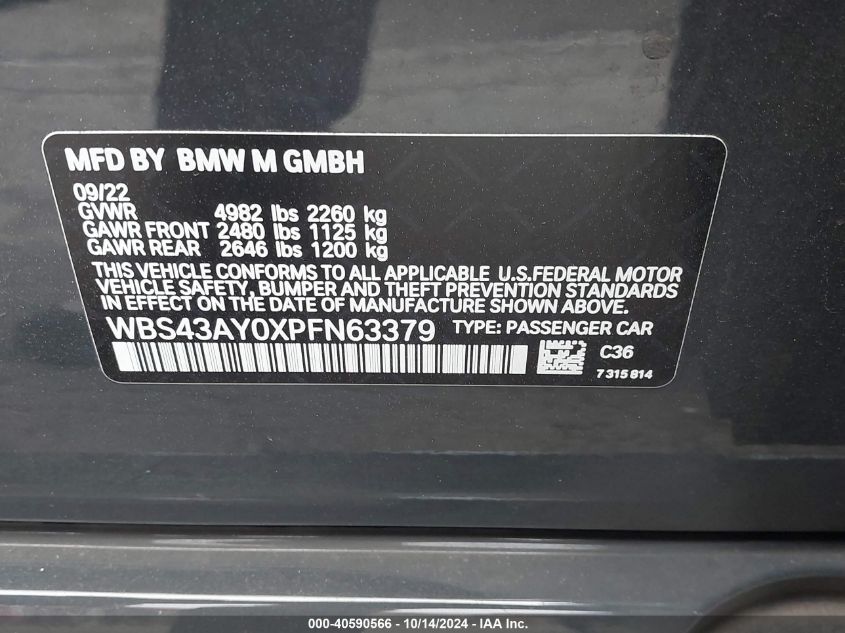 MFD BY BMW M GMBH
09/22
GVWR 4982 lbs 2260 kg
GAWR FRONT 2480 lbs 1125 kg
GAWR REAR 2646 lbs 1200 kg
THIS VEHICLE CONFORMS TO ALL APPLICABLE U.S.FEDERAL MOTOR
VEHICLE SAFETY, BUMPER AND THEFT PREVENTION STANDARDS
IN EFFECT ON THE DATE OF MANUFACTURE SHOWN ABOVE.
WBS43AY0XPFN63379 TYPE: PASSENGER CAR
C36
7 315 814
000-40590566 - 10/14/2024 - IAA Inc.